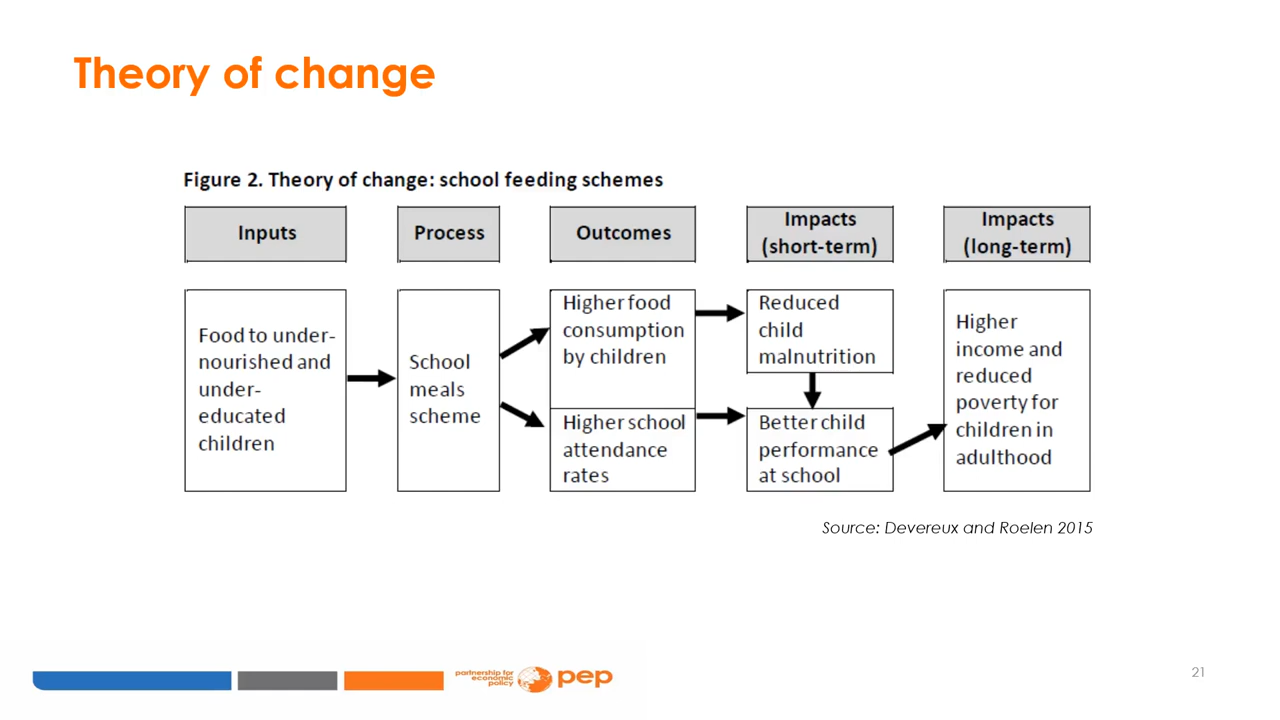 Theory of change
Figure 2. Theory of change: school feeding schemes
Inputs
Process
Outcomes
Impacts
(short-term)
Impacts
(long-term)
Food to under-
nourished and
under-
educated
children
School
meals
scheme
Higher food
consumption
by children
Higher school
attendance
rates
Reduced
child
malnutrition
Better child
performance
at school
Higher
income and
reduced
poverty for
children in
adulthood
Source: Devereux and Roelen 2015
partnership for
economic
policy
pep
21